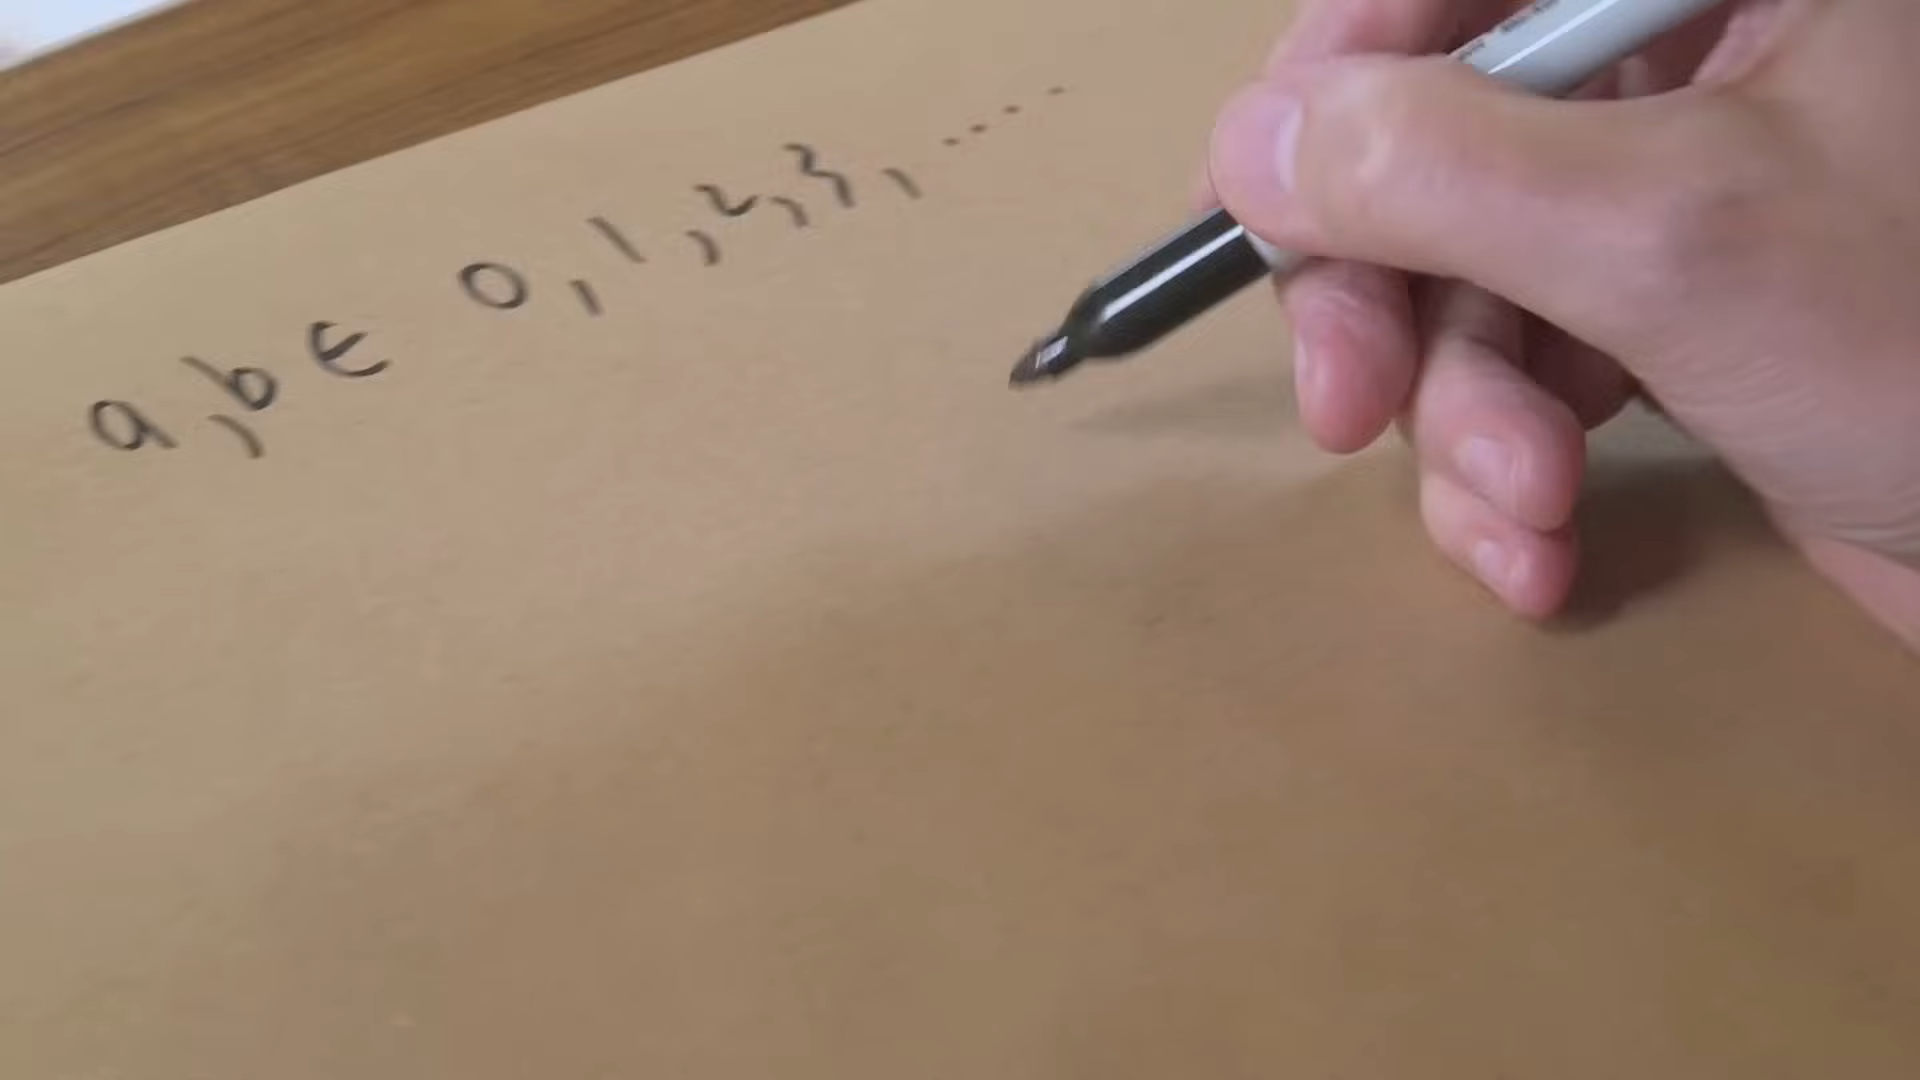 a, b ∈ 0, 1, 2, 3, .....